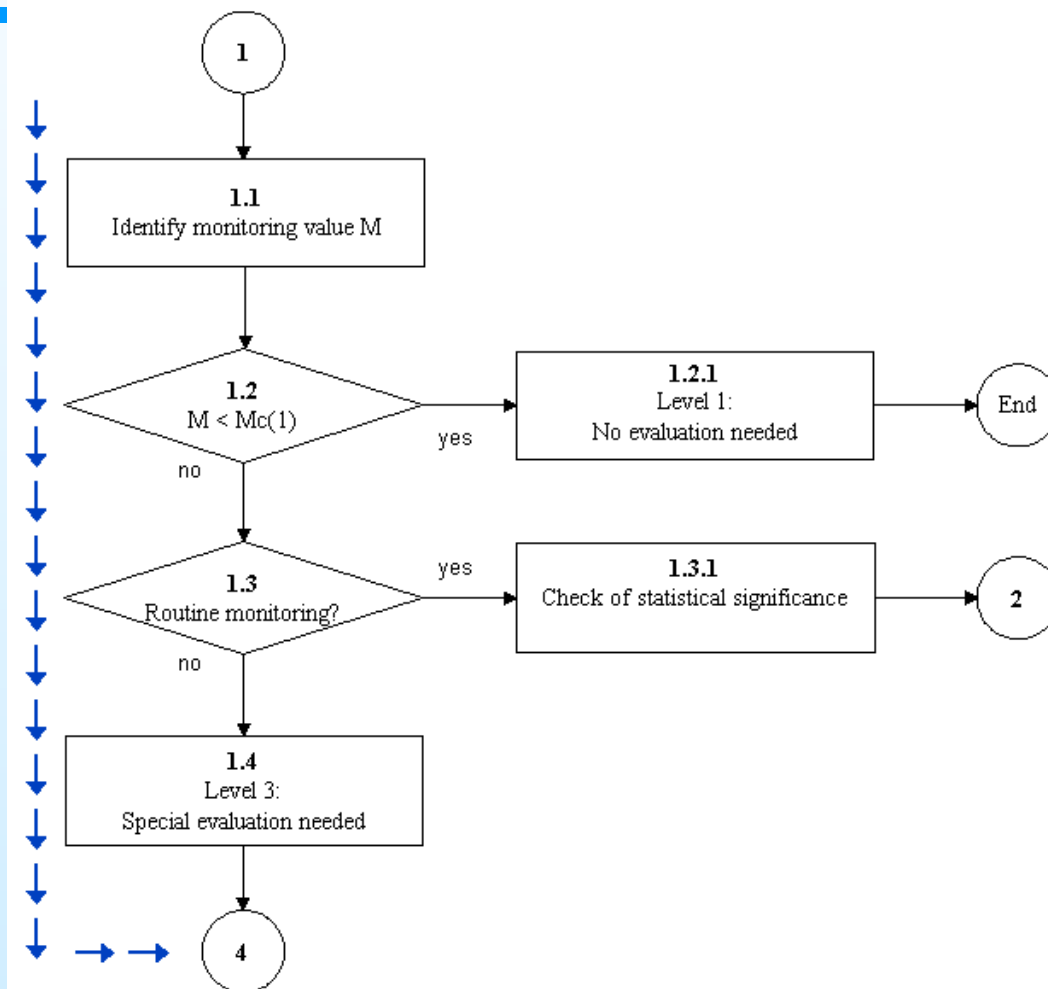 1
1.1
Identify monitoring value M
1.2
M < Mc(1)
yes
no
1.2.1
Level 1:
No evaluation needed
End
1.3
Routine monitoring?
yes
no
1.3.1
Check of statistical significance
2
1.4
Level 3:
Special evaluation needed
4